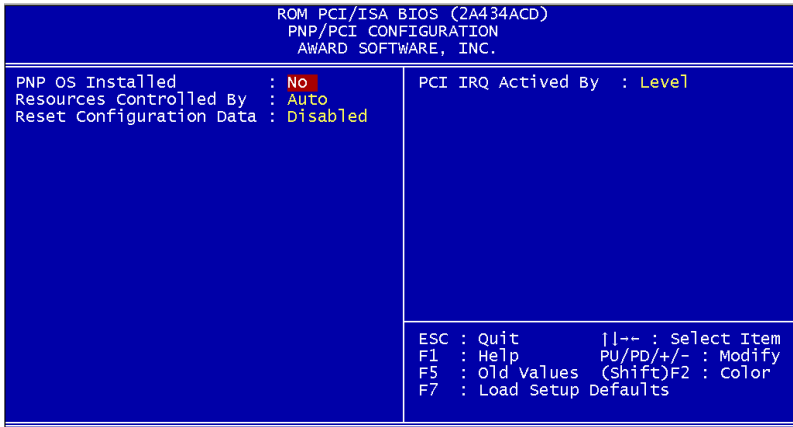 ROM PCI/ISA BIOS (2A434ACD)
PNP/PCI CONFIGURATION
AWARD SOFTWARE, INC.
PNP OS Installed : No
Resources Controlled By : Auto
Reset Configuration Data : Disabled
PCI IRQ Actived By : Level
ESC : Quit ↑↓→← : Select Item
F1 : Help PU/PD/+/- : Modify
F5 : Old Values (Shift)F2 : Color
F7 : Load Setup Defaults